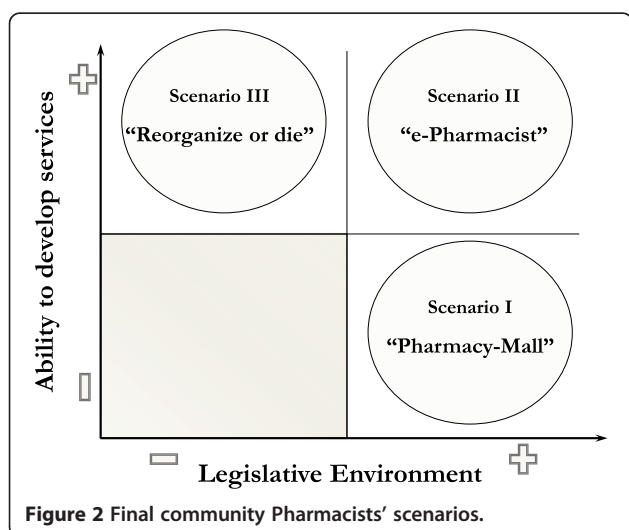 Scenario III
“Reorganize or die”
Scenario II
“e-Pharmacist”
Scenario I
“Pharmacy-Mall”
Ability to develop services
Legislative Environment
Figure 2 Final community Pharmacists’ scenarios.